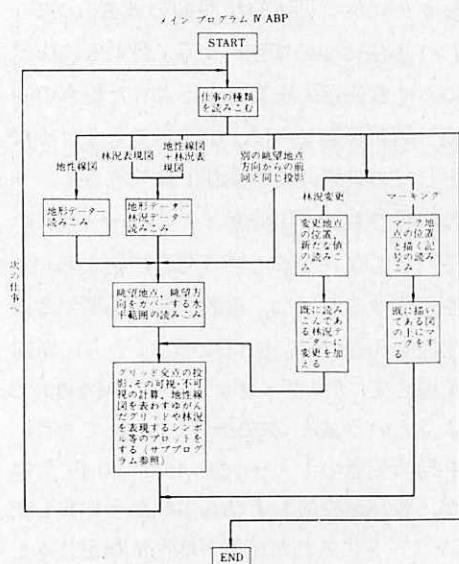 メイン プログラム Ⅳ ABP
START
仕事の種類
を読みこむ
地性線図
林況表現図
地性線図
+林況表
現図
別の眺望地点
方向からの前
回と同じ投影
林況変更
マーキング
地形データー
読みこみ
地形データー
林況データー
読みこみ
変更地点
の位置、
新たな値
の読みこ
み
マーク地
点の位置
と描く記
号の読み
こみ
次の仕事へ
眺望地点、眺望方
向をカバーする水
平範囲の読みこみ
既に読み
こんである
林況デー
ターに
変更を加
える
既に描い
てある図
の上にマ
ークをす
る
グリッド交点の投
影、その可視・不可
視の計算、地性線
図を表わすゆがん
だグリッドや林況
を表現するシンボ
ル等のプロットを
する(サブプログ
ラム参照)
END